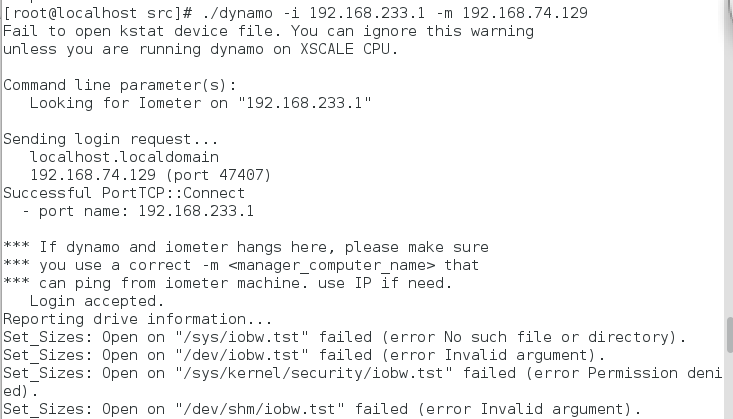 [root@localhost src]# ./dynamo -i 192.168.233.1 -m 192.168.74.129
Fail to open kstat device file. You can ignore this warning
unless you are running dynamo on XSCALE CPU.
Command line parameter(s):
   Looking for Iometer on "192.168.233.1"
Sending login request...
   localhost.localdomain
   192.168.74.129 (port 47407)
Successful PortTCP::Connect
  - port name: 192.168.233.1
*** If dynamo and iometer hangs here, please make sure
*** you use a correct -m <manager_computer_name> that
*** can ping from iometer machine. use IP if need.
   Login accepted.
Reporting drive information...
Set_Sizes: Open on "/sys/iobw.tst" failed (error No such file or directory).
Set_Sizes: Open on "/dev/iobw.tst" failed (error Invalid argument).
Set_Sizes: Open on "/sys/kernel/security/iobw.tst" failed (error Permission deni
ed).
Set_Sizes: Open on "/dev/shm/iobw.tst" failed (error Invalid argument).